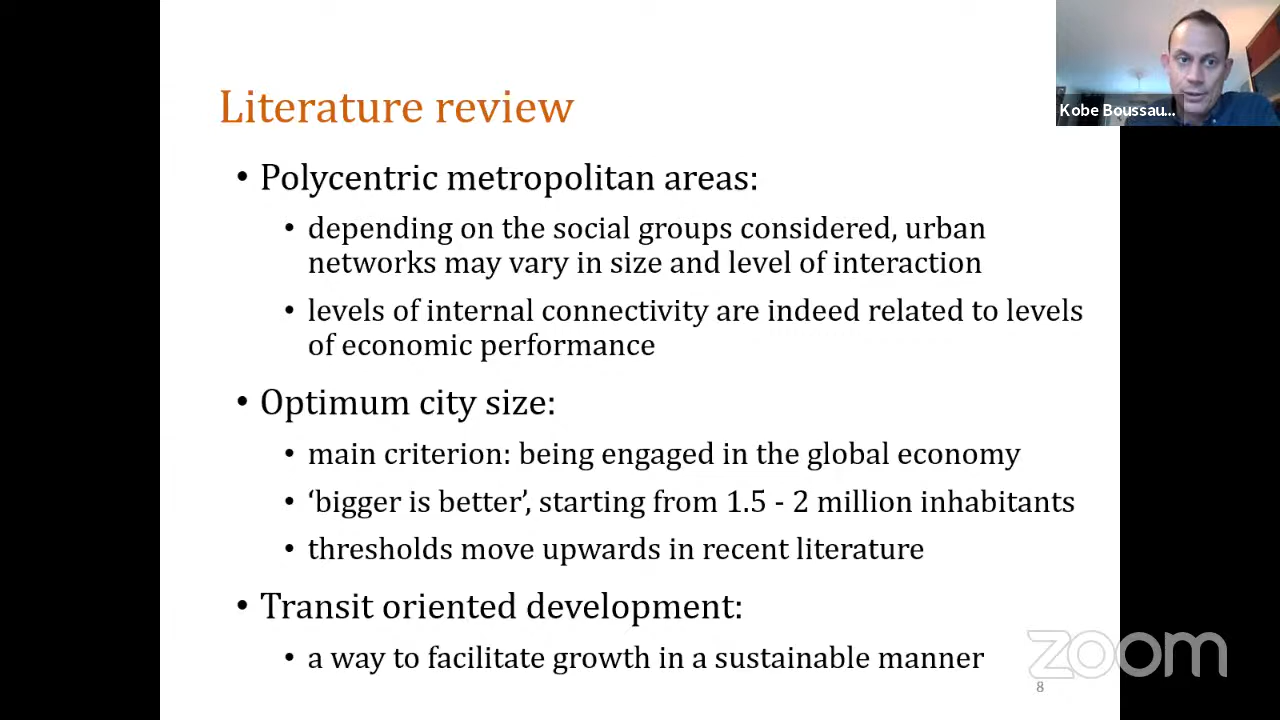 Literature review
Kobe Boussau...
• Polycentric metropolitan areas:
• depending on the social groups considered, urban
networks may vary in size and level of interaction
• levels of internal connectivity are indeed related to levels
of economic performance
• Optimum city size:
• main criterion: being engaged in the global economy
• ‘bigger is better’, starting from 1.5 - 2 million inhabitants
• thresholds move upwards in recent literature
• Transit oriented development:
• a way to facilitate growth in a sustainable manner
zoom
8